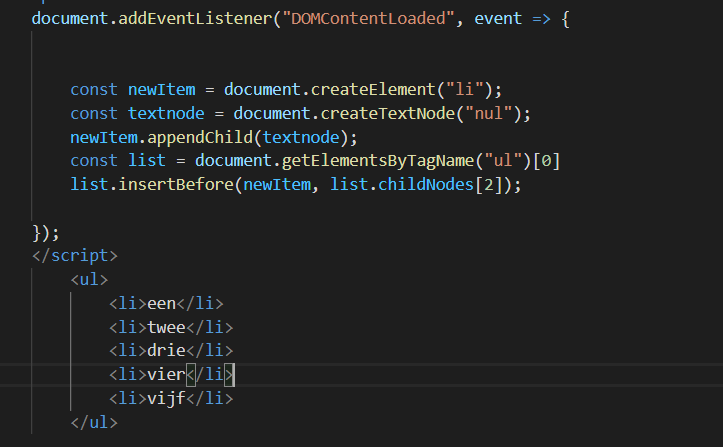 document.addEventListener("DOMContentLoaded", event => {
const newItem = document.createElement("li");
const textnode = document.createTextNode("nul");
newItem.appendChild(textnode);
const list = document.getElementsByTagName("ul")[0]
list.insertBefore(newItem, list.childNodes[2]);
});
</script>
<ul>
<li>een</li>
<li>twee</li>
<li>drie</li>
<li>vier</li>
<li>vijf</li>
</ul>